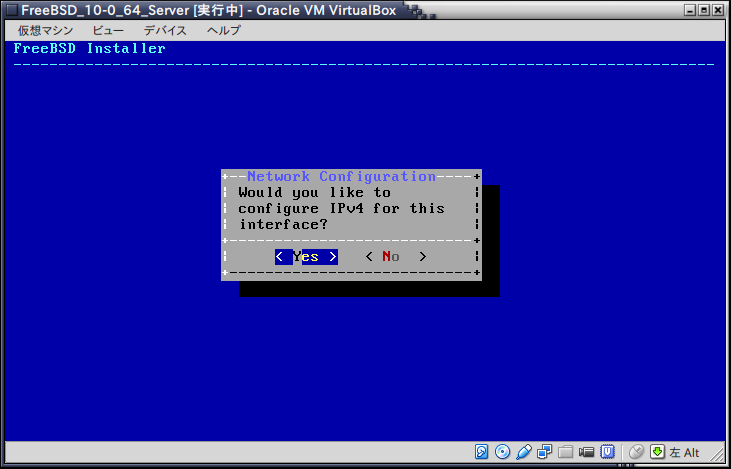 FreeBSD_10-0_64_Server [実行中] - Oracle VM VirtualBox
仮想マシン ビュー デバイス ヘルプ
FreeBSD Installer
Network Configuration
Would you like to
configure IPv4 for this
interface?
< Yes > < No >
左 Alt